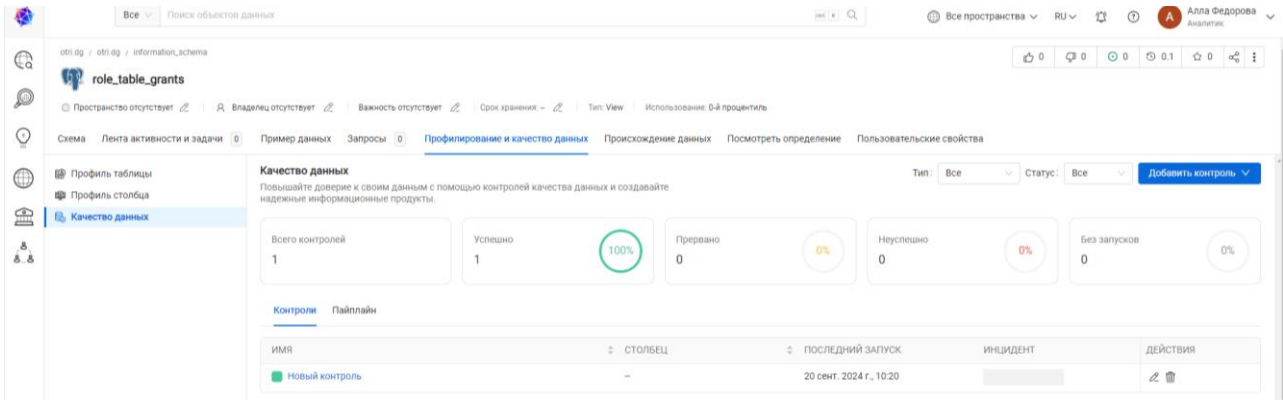 Все Поиск объектов данных Все пространства RU Алла Федорова
Аналитик
otri.dg / otri.dg / information_schema
role_table_grants
0 0 0 0.1 0
Пространство отсутствует Владелец отсутствует Важность отсутствует Срок хранения: – Тип: View Использование: 0-й процентиль
Схема Лента активности и задачи 0 Пример данных Запросы 0 Профилирование и качество данных Происхождение данных Посмотреть определение Пользовательские свойства
Профиль таблицы
Профиль столбца
Качество данных
Качество данных
Повышайте доверие к своим данным с помощью контролей качества данных и создавайте
надежные информационные продукты.
Тип: Все Статус: Все Добавить контроль
Всего контролей
1
Успешно
1
100%
Прервано
0
0%
Неуспешно
0
0%
Без запусков
0
0%
Контроли Пайплайн
ИМЯ СТОЛБЕЦ ПОСЛЕДНИЙ ЗАПУСК ИНЦИДЕНТ ДЕЙСТВИЯ
Новый контроль – 20 сент. 2024 г., 10:20